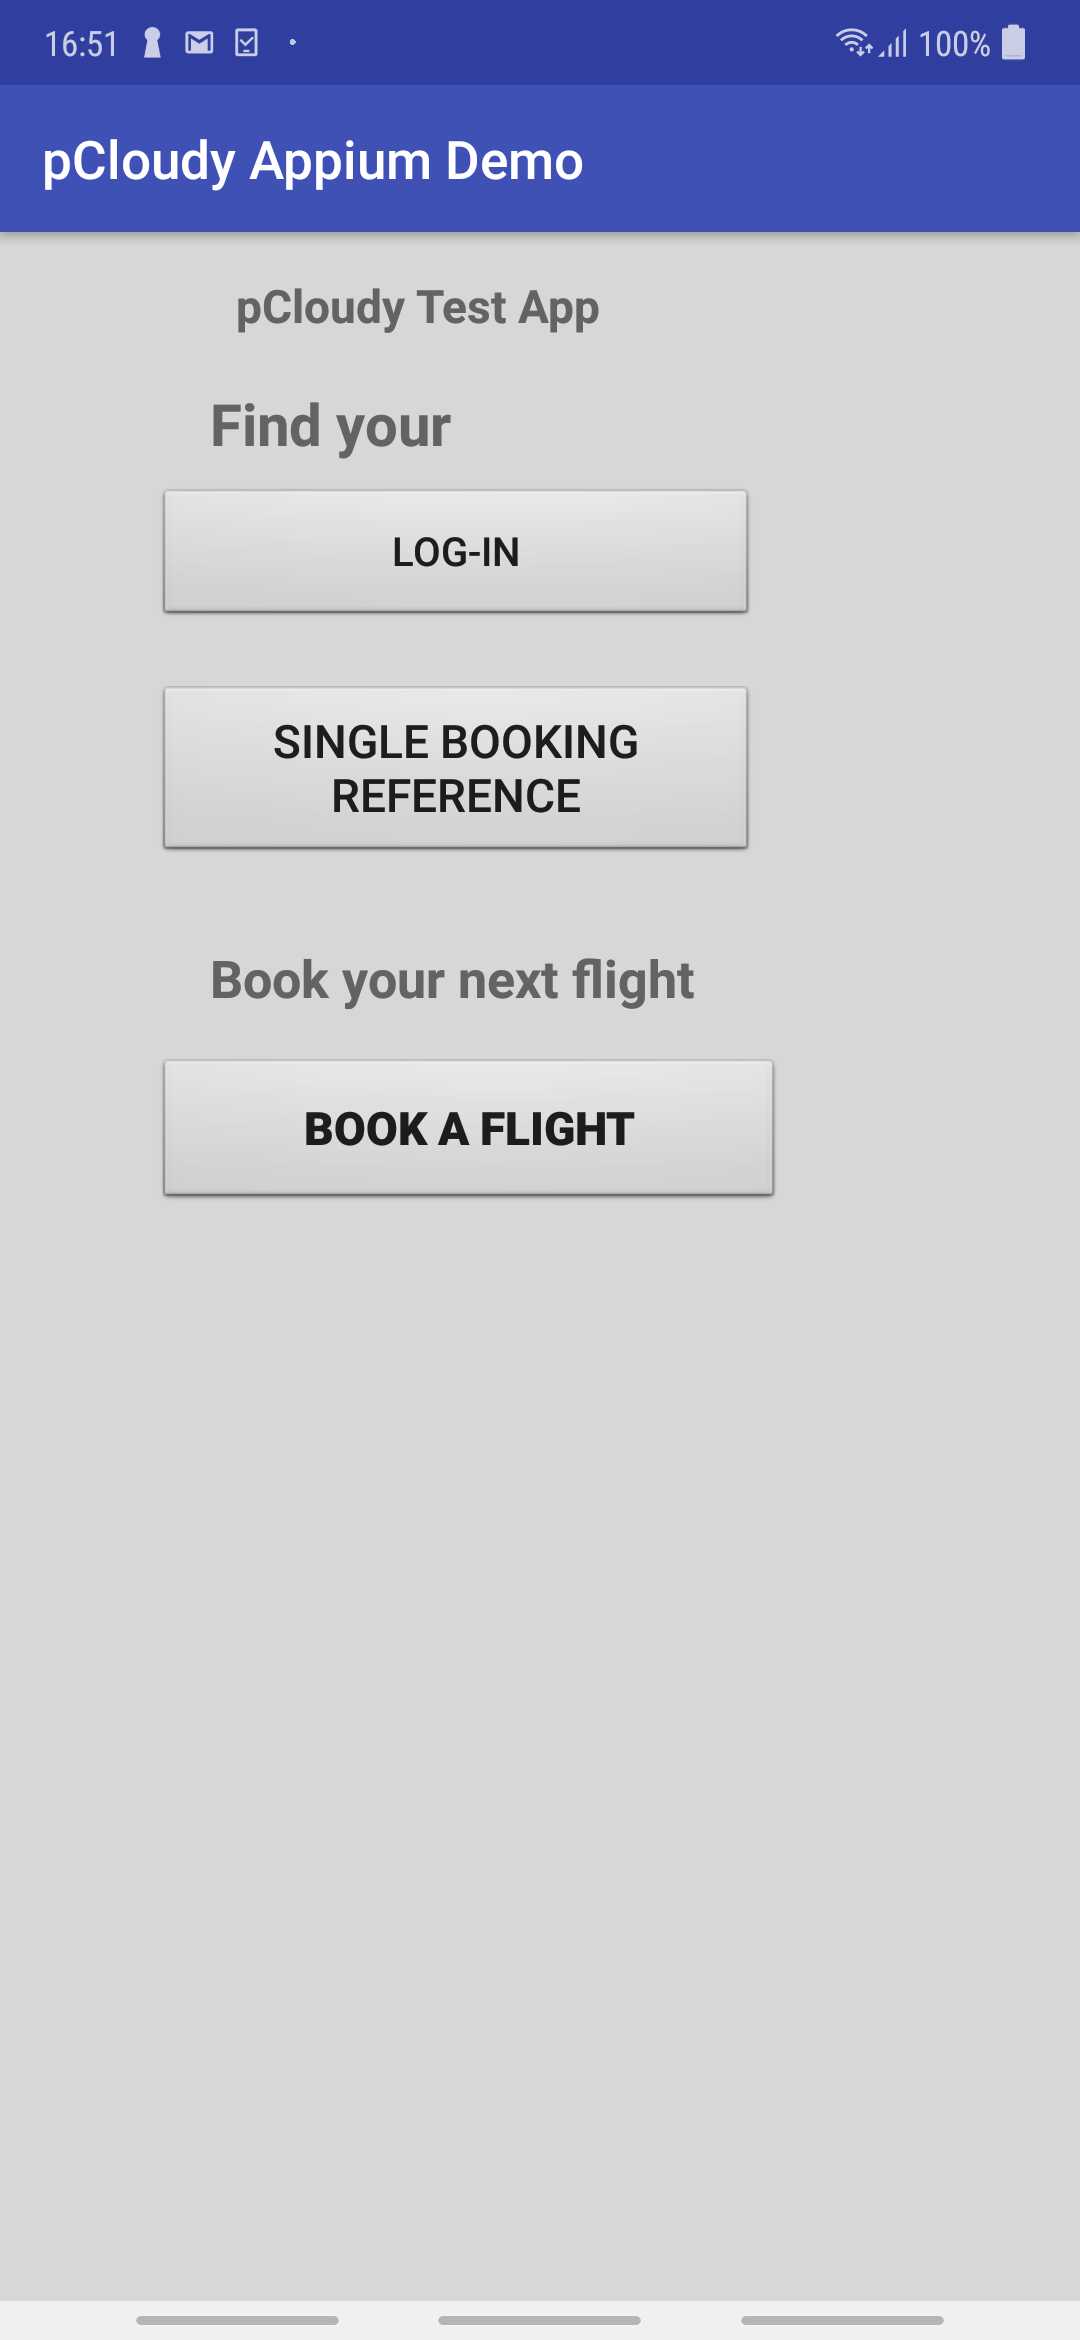 16:51 100%
pCloudy Appium Demo
pCloudy Test App
Find your
LOG-IN
SINGLE BOOKING
REFERENCE
Book your next flight
BOOK A FLIGHT